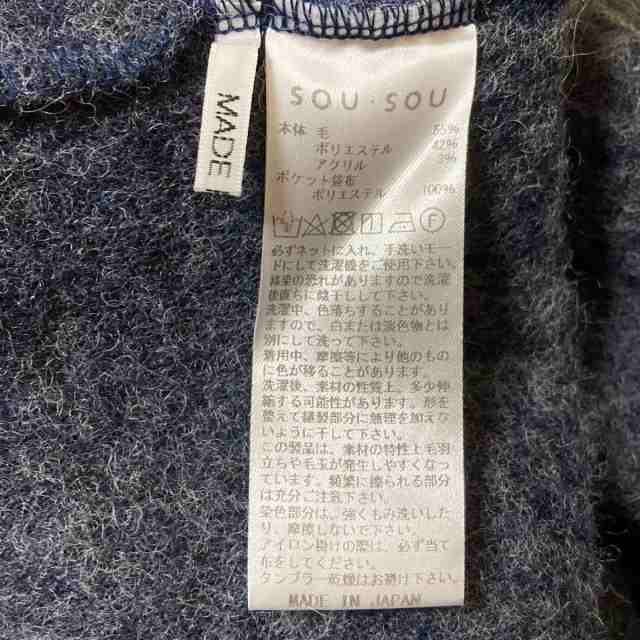 MADE
SOU・SOU
本体 毛 55%
ポリエステル 42%
アクリル 3%
ポケット袋布
ポリエステル 100%
必ずネットに入れ、手洗いモー
ドにして洗濯機をご使用下さい。
移染の恐れがありますので洗濯
後直ちに陰干しして下さい。
洗濯中、色落ちすることがあり
ますので、白または淡色物とは
別にして洗って下さい。
着用中、摩擦等により他のもの
に色が移ることがあります。
洗濯後、素材の性質上、多少伸
縮する可能性があります。形を
整えて縫製部分に無理を加えな
いように干して下さい。
この製品は、素材の特性上毛羽
立ちや毛玉が発生しやすくなっ
ています。頻繁に擦られる部分
は充分ご注意下さい。
染色部分は、強くもみ洗いした
り、摩擦しないで下さい。
アイロン掛けの際は、必ず当て
布をしてください。
タンブラー乾燥はお避け下さい。
MADE IN JAPAN